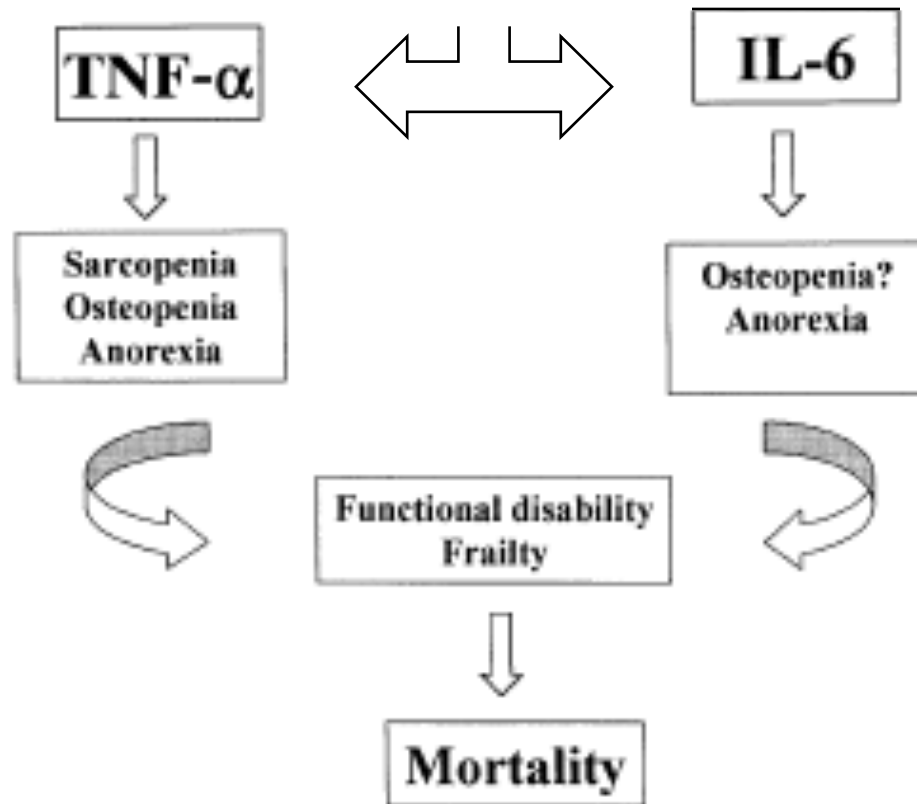 TNF-α
IL-6
Sarcopenia
Osteopenia
Anorexia
Osteopenia?
Anorexia
Functional disability
Frailty
Mortality